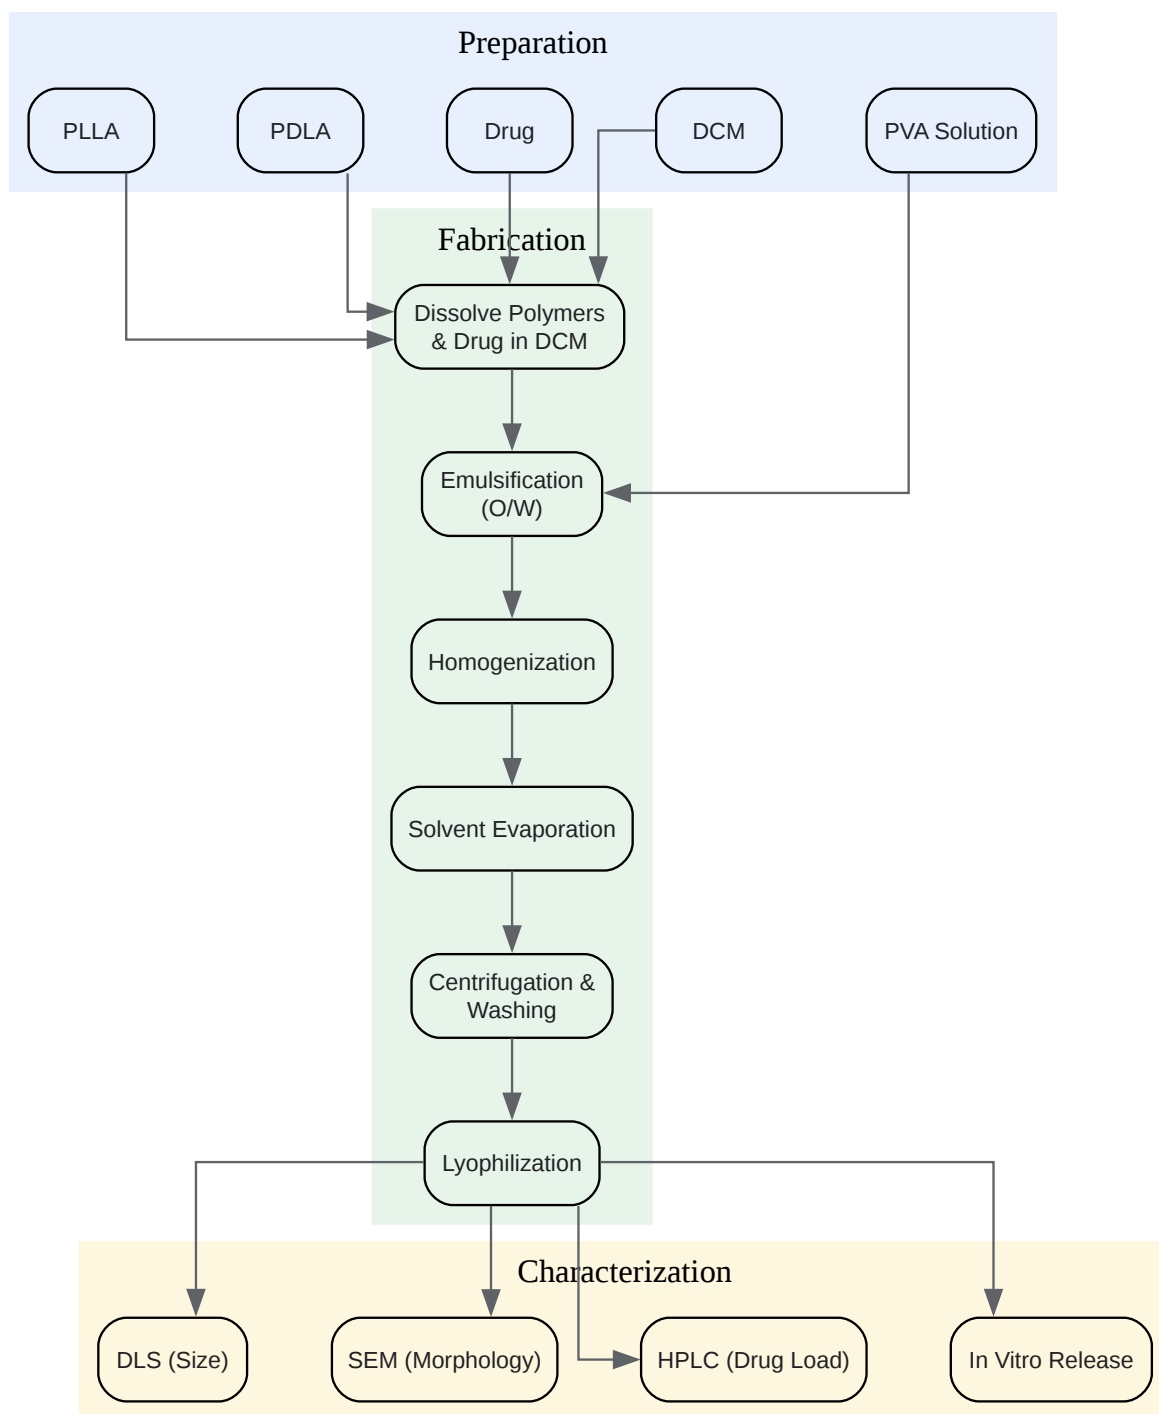 Preparation
PLLA
PDLA
Drug
DCM
PVA Solution
Fabrication
Dissolve Polymers
& Drug in DCM
Emulsification
(O/W)
Homogenization
Solvent Evaporation
Centrifugation &
Washing
Lyophilization
Characterization
DLS (Size)
SEM (Morphology)
HPLC (Drug Load)
In Vitro Release